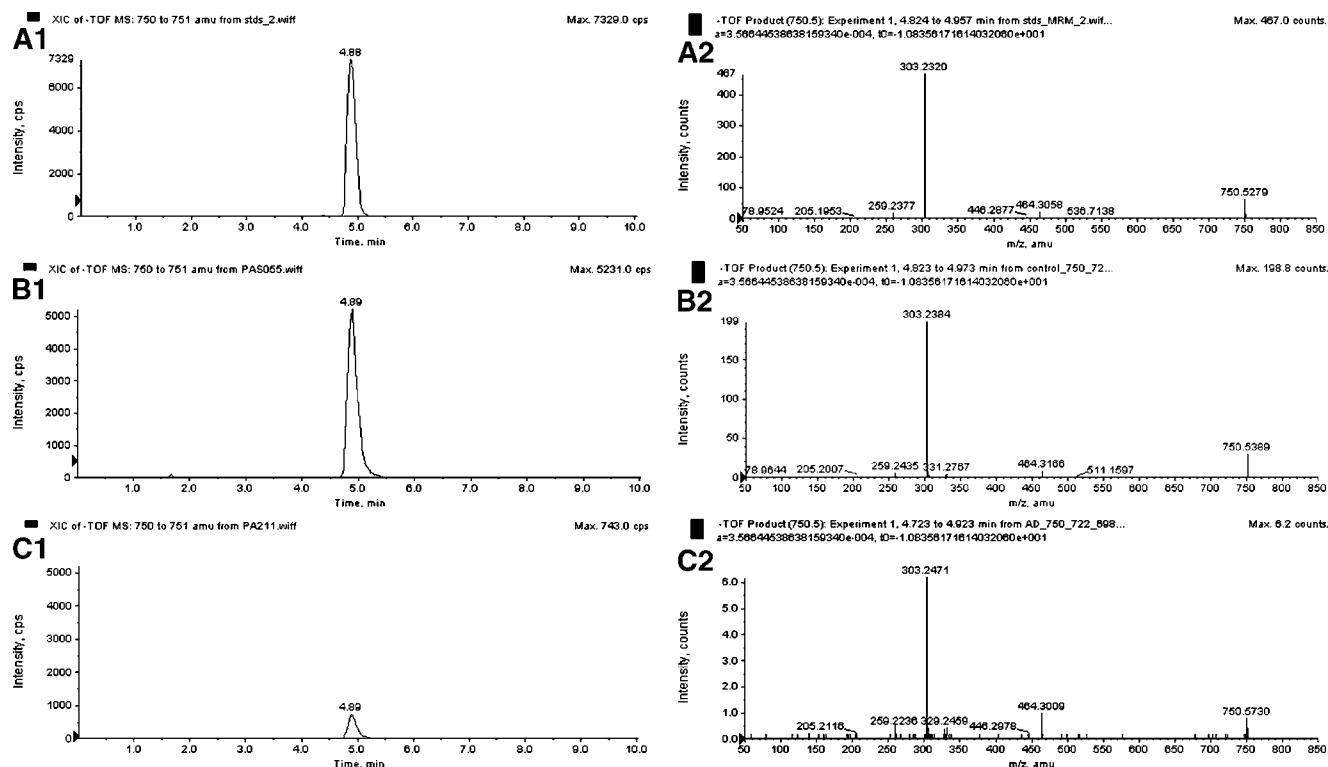 XIC of -TOF MS: 750 to 751 amu from stds_2.wiff
Max. 7329.0 cps
A1
7329
6000
4000
2000
0
Intensity, cps
4.88
1.0 2.0 3.0 4.0 5.0 6.0 7.0 8.0 9.0 10.0
Time, min
-TOF Product (750.5): Experiment 1, 4.824 to 4.957 min from stds_MRM_2.wif...
Max. 467.0 counts.
a=3.56644538638159340e-004, t0=-1.08356171614032060e+001
A2
467
400
300
200
100
0
Intensity, counts
303.2320
78.9524 205.1953 259.2377 446.2877 464.3058 536.7138 750.5279
50 100 150 200 250 300 350 400 450 500 550 600 650 700 750 800 850
m/z, amu
XIC of -TOF MS: 750 to 751 amu from PAS055.wiff
Max. 5231.0 cps
B1
5000
4000
3000
2000
1000
0
Intensity, cps
4.89
1.0 2.0 3.0 4.0 5.0 6.0 7.0 8.0 9.0 10.0
Time, min
-TOF Product (750.5): Experiment 1, 4.823 to 4.973 min from control_750_72...
Max. 198.8 counts.
a=3.56644538638159340e-004, t0=-1.08356171614032060e+001
B2
199
150
100
50
0
Intensity, counts
303.2384
78.9644 205.2007 259.2435 331.2767 464.3166 511.1597 750.5389
50 100 150 200 250 300 350 400 450 500 550 600 650 700 750 800 850
m/z, amu
XIC of -TOF MS: 750 to 751 amu from PA211.wiff
Max. 743.0 cps
C1
5000
4000
3000
2000
1000
0
Intensity, cps
4.89
1.0 2.0 3.0 4.0 5.0 6.0 7.0 8.0 9.0 10.0
Time, min
-TOF Product (750.5): Experiment 1, 4.723 to 4.923 min from AD_750_722_698...
Max. 6.2 counts.
a=3.56644538638159340e-004, t0=-1.08356171614032060e+001
C2
6.0
5.0
4.0
3.0
2.0
1.0
0.0
Intensity, counts
303.2471
205.2116 259.2236 329.2459 446.2978 464.3009 750.5730
50 100 150 200 250 300 350 400 450 500 550 600 650 700 750 800 850
m/z, amu